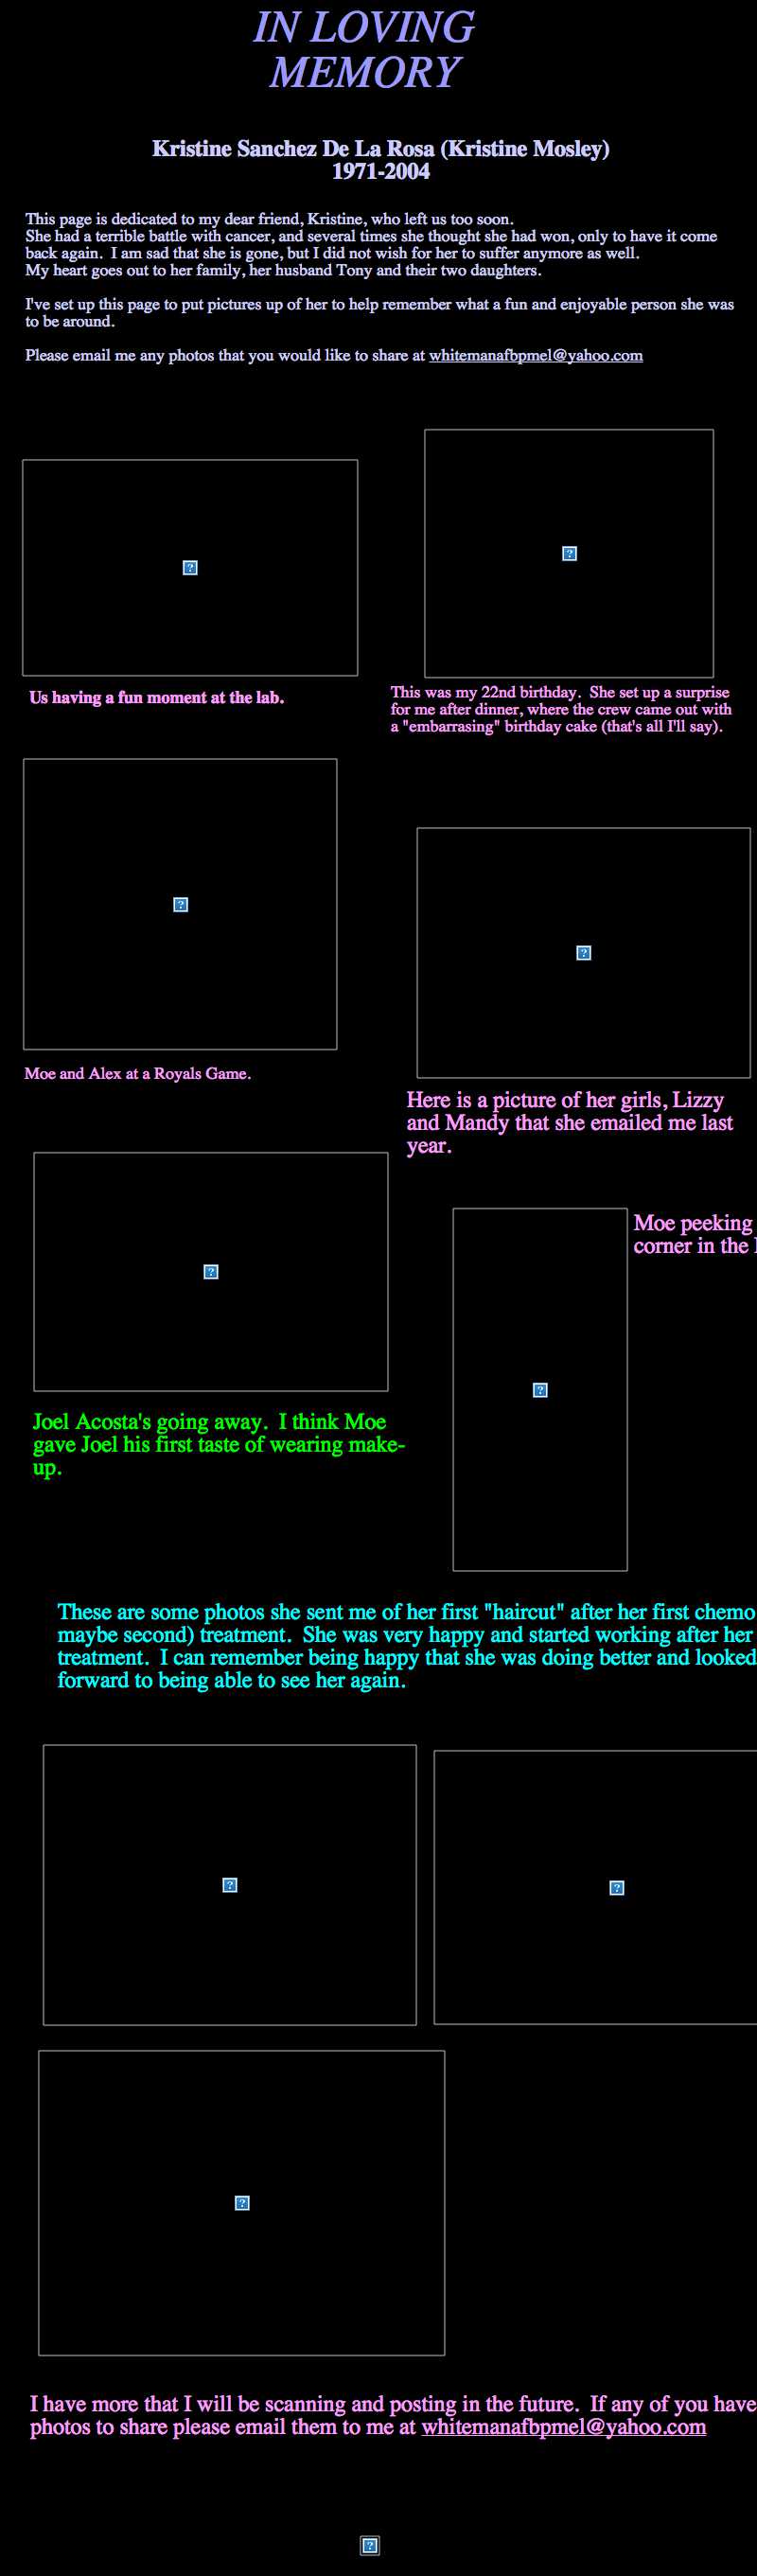 IN LOVING
MEMORY
Kristine Sanchez De La Rosa (Kristine Mosley)
1971-2004
This page is dedicated to my dear friend, Kristine, who left us too soon.
She had a terrible battle with cancer, and several times she thought she had won, only to have it come
back again.  I am sad that she is gone, but I did not wish for her to suffer anymore as well.
My heart goes out to her family, her husband Tony and their two daughters.
I've set up this page to put pictures up of her to help remember what a fun and enjoyable person she was
to be around.
Please email me any photos that you would like to share at whitemanafbpmel@yahoo.com
Us having a fun moment at the lab.
This was my 22nd birthday.  She set up a surprise
for me after dinner, where the crew came out with
a "embarrasing" birthday cake (that's all I'll say).
Moe and Alex at a Royals Game.
Here is a picture of her girls, Lizzy
and Mandy that she emailed me last
year.
Moe peeking
corner in the
Joel Acosta's going away.  I think Moe
gave Joel his first taste of wearing make-
up.
These are some photos she sent me of her first "haircut" after her first chemo
maybe second) treatment.  She was very happy and started working after her
treatment.  I can remember being happy that she was doing better and looked
forward to being able to see her again.
I have more that I will be scanning and posting in the future.  If any of you have
photos to share please email them to me at whitemanafbpmel@yahoo.com